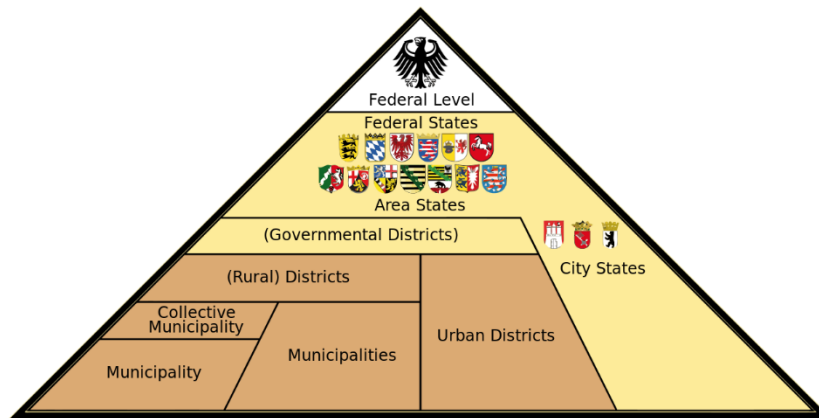 Federal Level
Federal States
Area States
(Governmental Districts)
City States
(Rural) Districts
Collective
Municipality
Urban Districts
Municipalities
Municipality